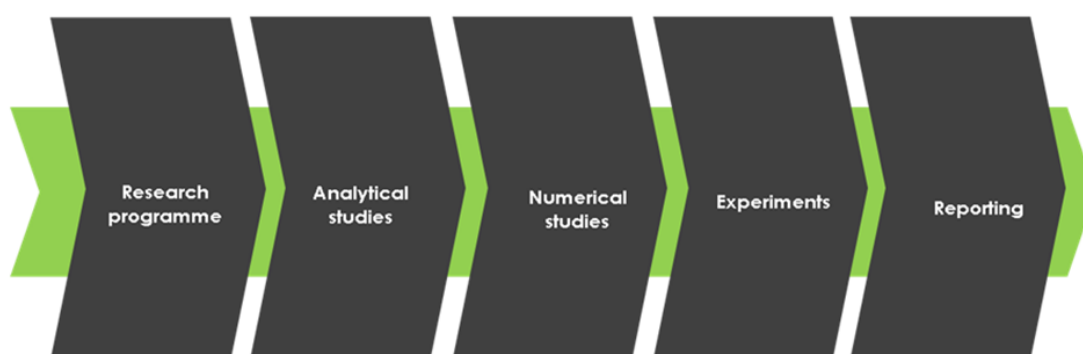 Research
programme
Analytical
studies
Numerical
studies
Experiments
Reporting